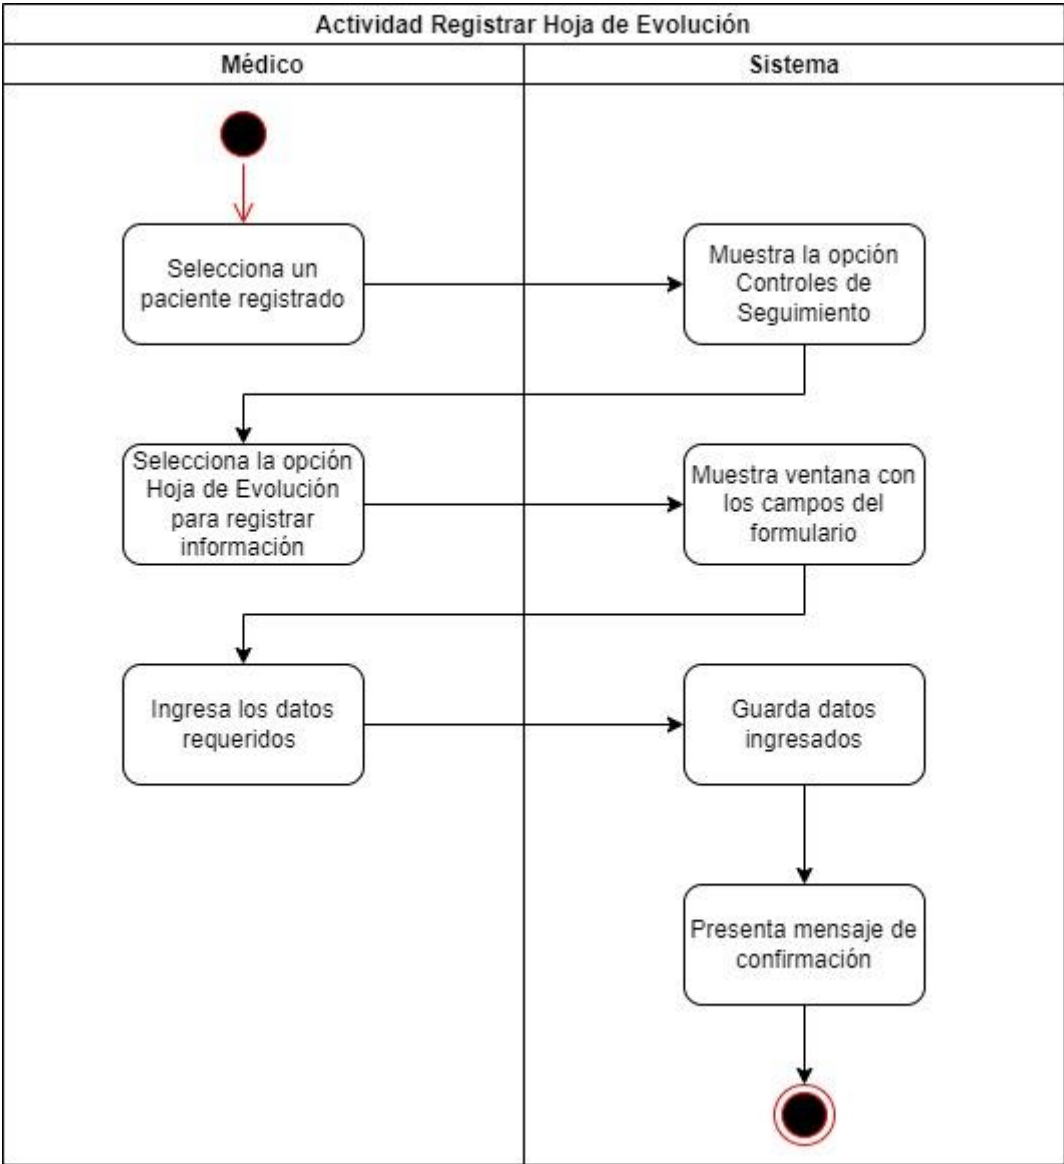 Actividad Registrar Hoja de Evolución
Médico
Sistema
Selecciona un
paciente registrado
Muestra la opción
Controles de
Seguimiento
Selecciona la opción
Hoja de Evolución
para registrar
información
Muestra ventana con
los campos del
formulario
Ingresa los datos
requeridos
Guarda datos
ingresados
Presenta mensaje de
confirmación